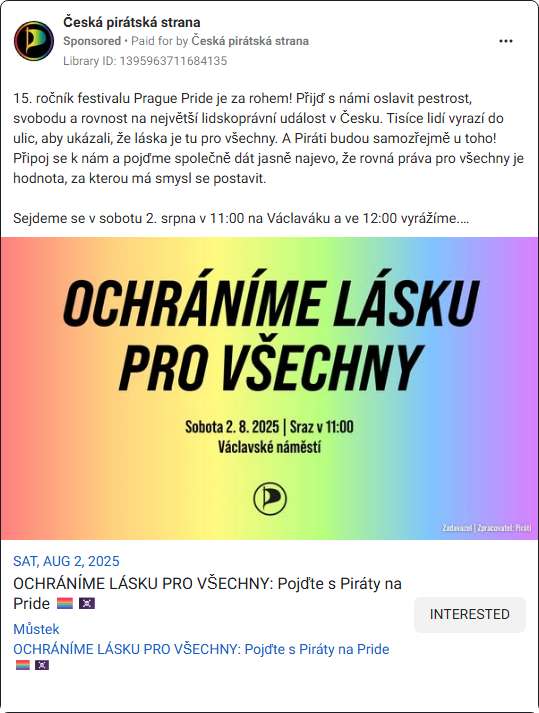 Česká pirátská strana
Sponsored • Paid for by Česká pirátská strana
Library ID: 1395963711684135
15. ročník festivalu Prague Pride je za rohem! Přijď s námi oslavit pestrost,
svobodu a rovnost na největší lidskoprávní událost v Česku. Tisíce lidí vyrazí do
ulic, aby ukázali, že láska je tu pro všechny. A Piráti budou samozřejmě u toho!
Připoj se k nám a pojďme společně dát jasně najevo, že rovná práva pro všechny je
hodnota, za kterou má smysl se postavit.
Sejdeme se v sobotu 2. srpna v 11:00 na Václaváku a ve 12:00 vyrážíme....
OCHRÁNÍME LÁSKU
PRO VŠECHNY
Sobota 2. 8. 2025 | Sraz v 11:00
Václavské náměstí
Zadavazel | Zpracovatel: Piráti
SAT, AUG 2, 2025
OCHRÁNÍME LÁSKU PRO VŠECHNY: Pojďte s Piráty na
Pride
INTERESTED
Můstek
OCHRÁNÍME LÁSKU PRO VŠECHNY: Pojďte s Piráty na Pride